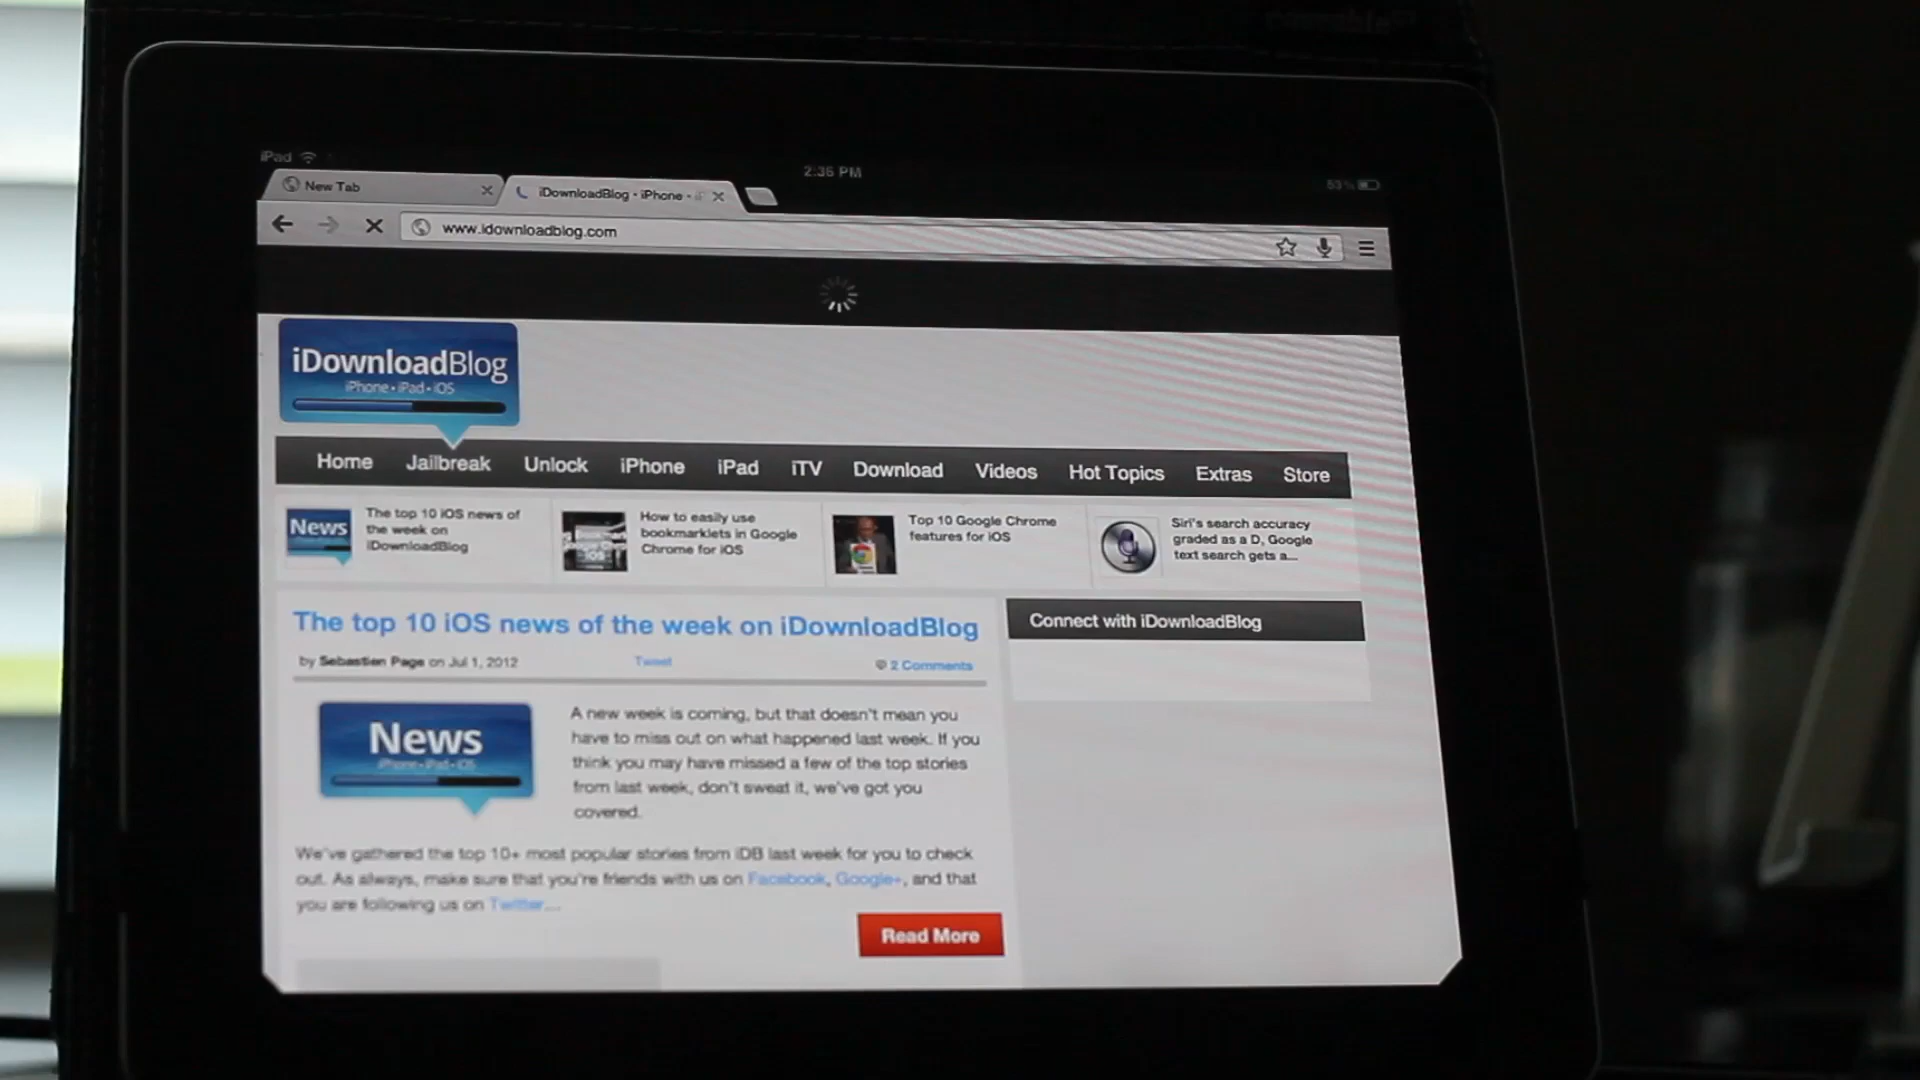 iPad
2:36 PM
53%
New Tab
iDownloadBlog - iPhone - iF
www.idownloadblog.com
iDownloadBlog
iPhone • iPad • iOS
Home Jailbreak Unlock iPhone iPad iTV Download Videos Hot Topics Extras Store
News
The top 10 iOS news of
the week on
iDownloadBlog
How to easily use
bookmarklets in Google
Chrome for iOS
Top 10 Google Chrome
features for iOS
Siri's search accuracy
graded as a D, Google
text search gets a...
The top 10 iOS news of the week on iDownloadBlog
by Sebastien Page on Jul 1, 2012
Tweet
2 Comments
News
iPhone • iPad • iOS
A new week is coming, but that doesn't mean you
have to miss out on what happened last week. If you
think you may have missed a few of the top stories
from last week, don't sweat it, we've got you
covered.
We've gathered the top 10+ most popular stories from iDB last week for you to check
out. As always, make sure that you're friends with us on Facebook, Google+, and that
you are following us on Twitter...
Read More
Connect with iDownloadBlog